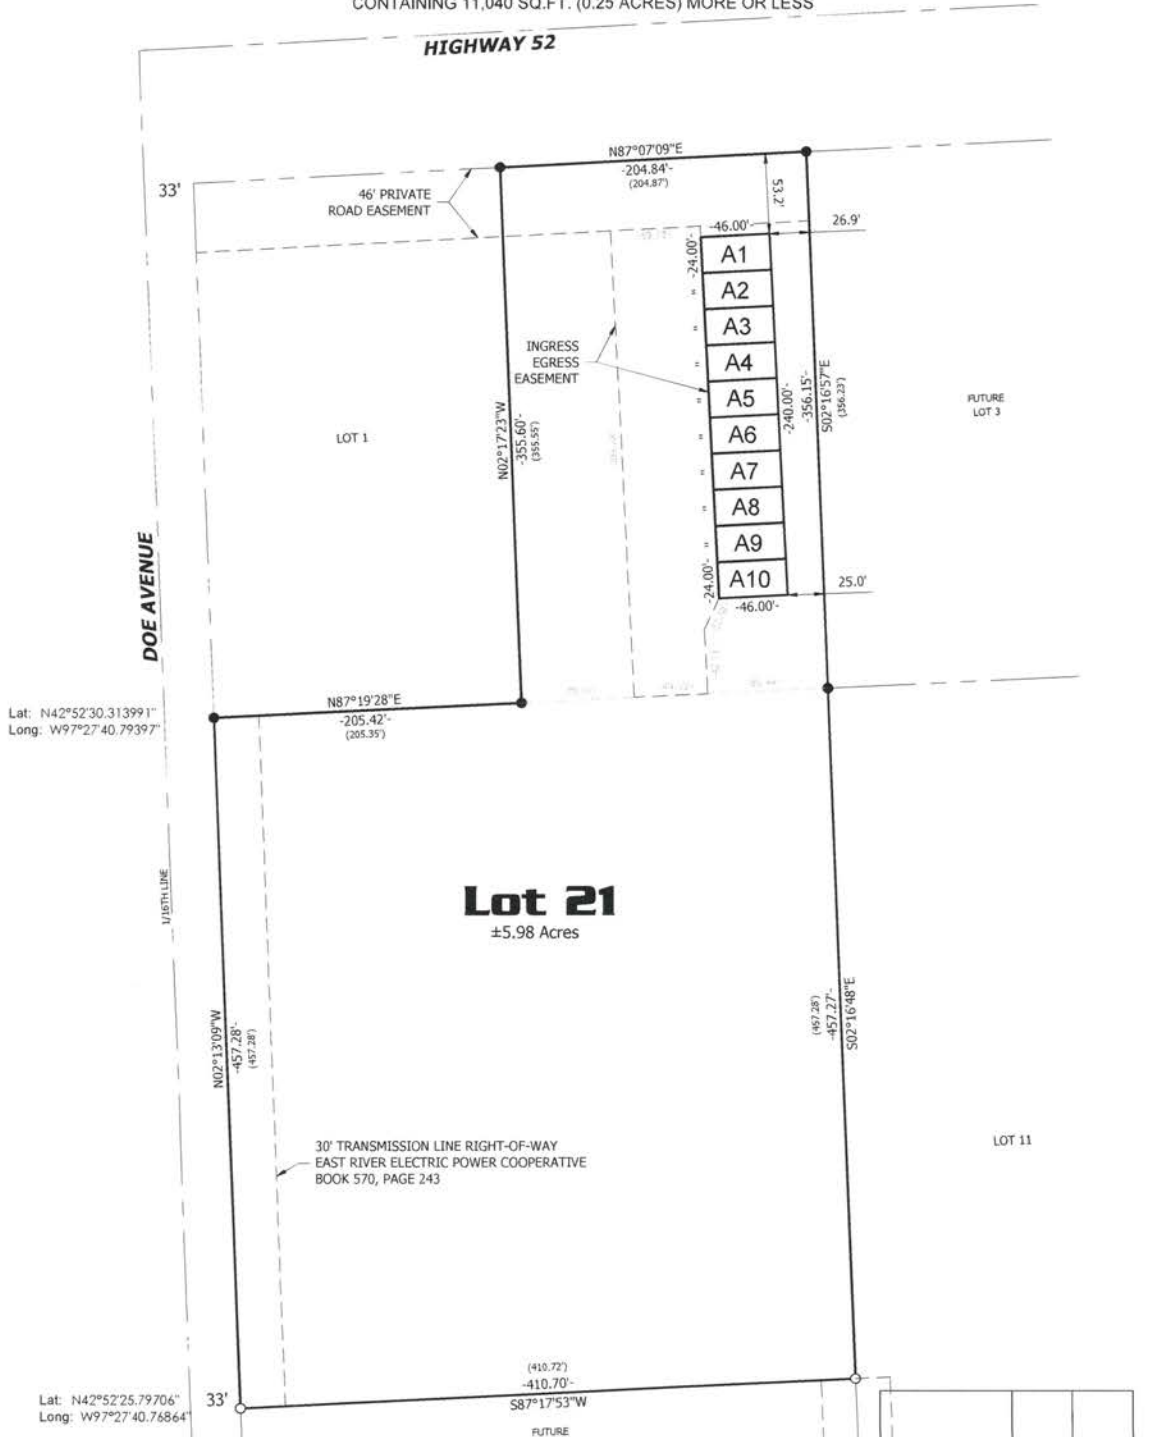 CONTAINING 11,040 SQ.FT. (0.25 ACRES) MORE OR LESS
HIGHWAY 52
33'
46' PRIVATE
ROAD EASEMENT
N87°07'09"E
-204.84'-
(204.87')
53.2'
-46.00'-
26.9'
-24.00'-
A1
A2
A3
A4
A5
A6
A7
A8
A9
A10
"
"
"
"
"
"
"
"
-24.00'-
-46.00'-
25.0'
-240.00'-
-356.15'-
S02°16'57"E
(356.23')
INGRESS
EGRESS
EASEMENT
N02°17'23"W
-355.60'-
(355.55')
LOT 1
FUTURE
LOT 3
DOE AVENUE
Lat: N42°52'30.313991"
Long: W97°27'40.79397"
N87°19'28"E
-205.42'-
(205.35')
1/16TH LINE
Lot 21
±5.98 Acres
N02°13'09"W
-457.28'-
(457.28')
(457.28')
-457.27'-
S02°16'48"E
30' TRANSMISSION LINE RIGHT-OF-WAY
EAST RIVER ELECTRIC POWER COOPERATIVE
BOOK 570, PAGE 243
LOT 11
(410.72')
-410.70'-
S87°17'53"W
Lat: N42°52'25.79706"
Long: W97°27'40.76864"
33'
FUTURE